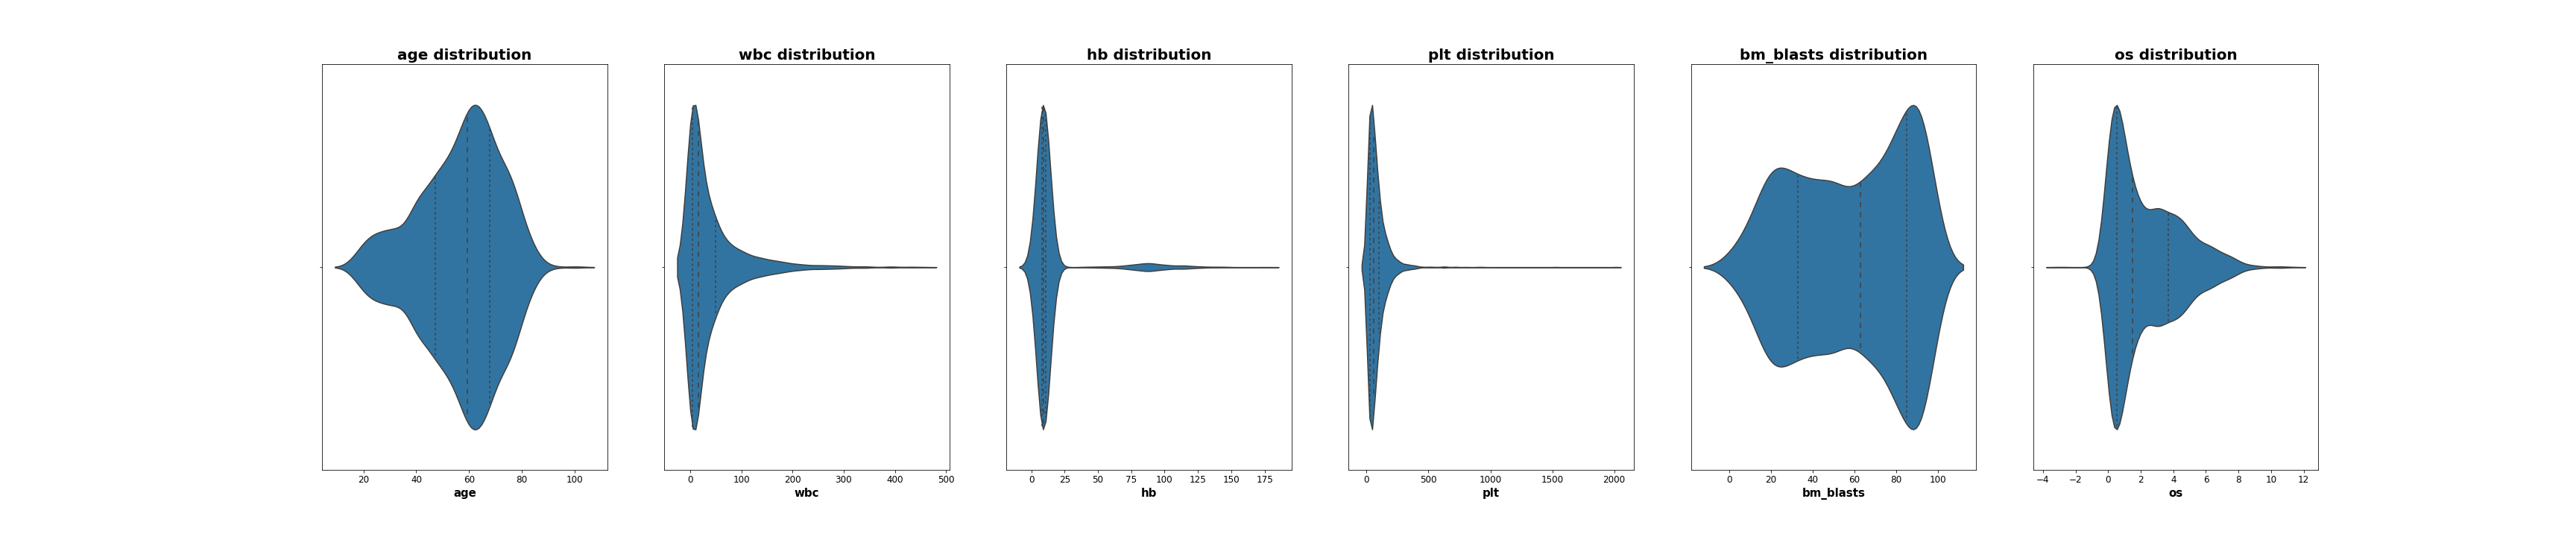 age distribution
wbc distribution
hb distribution
plt distribution
bm_blasts distribution
os distribution
20 40 60 80 100
0 100 200 300 400 500
0 25 50 75 100 125 150 175
0 500 1000 1500 2000
0 20 40 60 80 100
−4 −2 0 2 4 6 8 10 12
age
wbc
hb
plt
bm_blasts
os